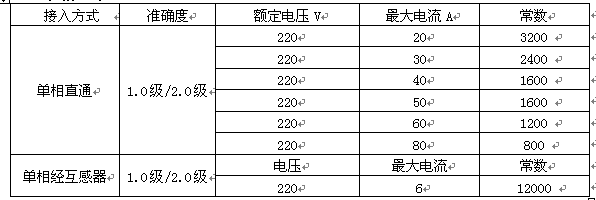 接入方式 准确度 额定电压 V 最大电流 A 常数
单相直通 1.0级/2.0级 220 20 3200
220 30 2400
220 40 1600
220 50 1600
220 60 1200
220 80 800
单相经互感器 1.0级/2.0级 电压 最大电流 常数
220 6 12000